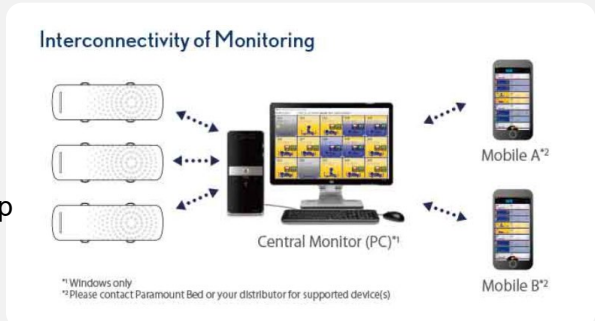 Interconnectivity of Monitoring
p
Mobile A*2
Central Monitor (PC)*1
Mobile B*2
*1 Windows only
*2 Please contact Paramount Bed or your distributor for supported device(s)